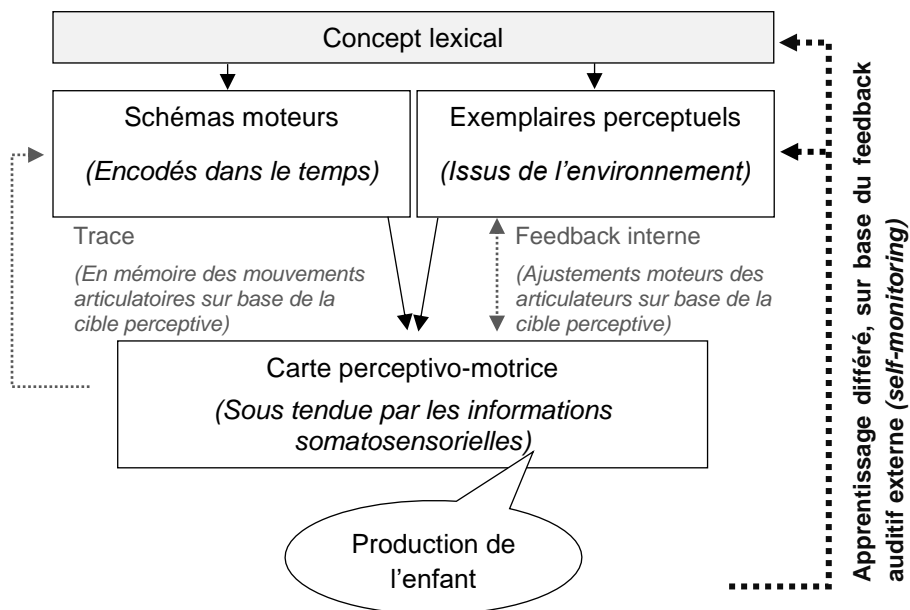 Concept lexical
Schémas moteurs
(Encodés dans le temps)
Exemplaires perceptuels
(Issus de l'environnement)
Trace
(En mémoire des mouvements
articulatoires sur base de la
cible perceptive)
Feedback interne
(Ajustements moteurs des
articulateurs sur base de la
cible perceptive)
Carte perceptivo-motrice
(Sous tendue par les informations
somatosensorielles)
Production de
l'enfant
Apprentissage différé, sur base du feedback
auditif externe (self-monitoring)